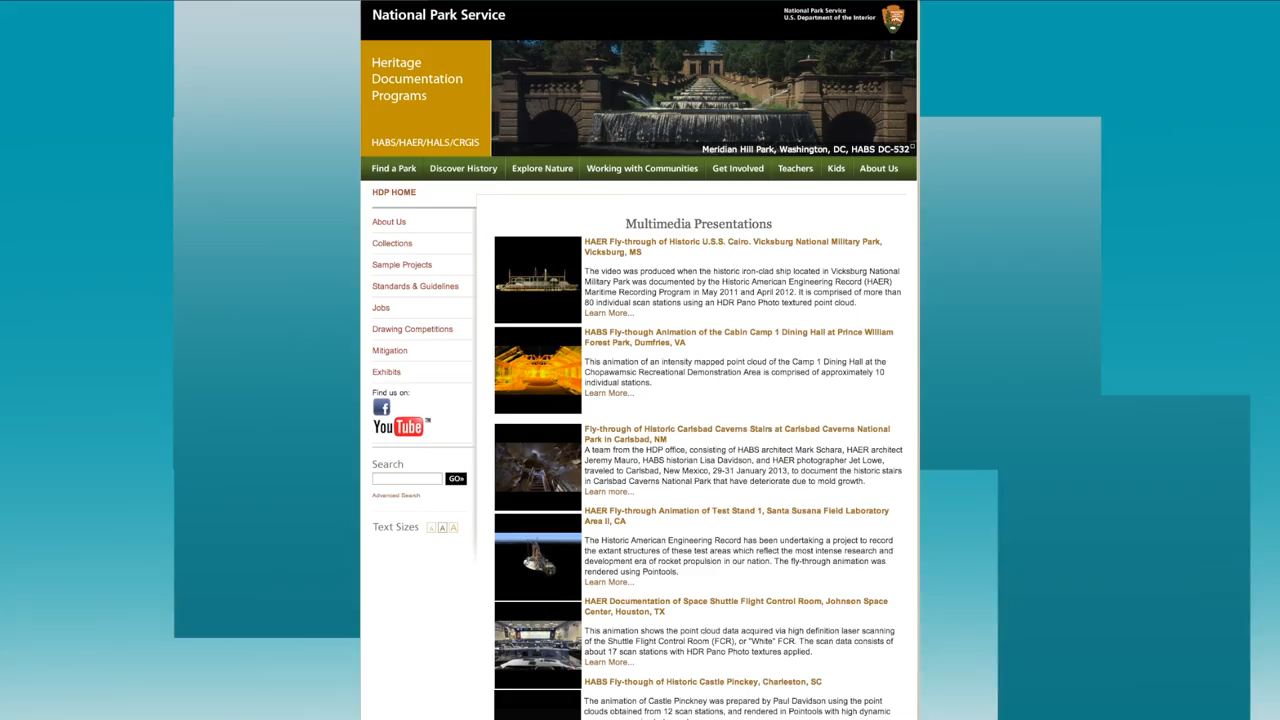 National Park Service
National Park Service
U.S. Department of the Interior
Heritage
Documentation
Programs
HABS/HAER/HALS/CRGIS
Meridian Hill Park, Washington, DC, HABS DC-532
Find a Park Discover History Explore Nature Working with Communities Get Involved Teachers Kids About Us
HDP HOME
About Us
Collections
Sample Projects
Standards & Guidelines
Jobs
Drawing Competitions
Mitigation
Exhibits
Find us on:
f
YouTube™
Search
GO»
Advanced Search
Text Sizes A A A
Multimedia Presentations
HAER Fly-through of Historic U.S.S. Cairo. Vicksburg National Military Park,
Vicksburg, MS
The video was produced when the historic iron-clad ship located in Vicksburg National
Military Park was documented by the Historic American Engineering Record (HAER)
Maritime Recording Program in May 2011 and April 2012. It is comprised of more than
80 individual scan stations using an HDR Pano Photo textured point cloud.
Learn More...
HABS Fly-though Animation of the Cabin Camp 1 Dining Hall at Prince William
Forest Park, Dumfries, VA
This animation of an intensity mapped point cloud of the Camp 1 Dining Hall at the
Chopawamsic Recreational Demonstration Area is comprised of approximately 10
individual stations.
Learn More...
Fly-through of Historic Carlsbad Caverns Stairs at Carlsbad Caverns National
Park in Carlsbad, NM
A team from the HDP office, consisting of HABS architect Mark Schara, HAER architect
Jeremy Mauro, HABS historian Lisa Davidson, and HAER photographer Jet Lowe,
traveled to Carlsbad, New Mexico, 29-31 January 2013, to document the historic stairs
in Carlsbad Caverns National Park that have deteriorate due to mold growth.
Learn more...
HAER Fly-through Animation of Test Stand 1, Santa Susana Field Laboratory
Area II, CA
The Historic American Engineering Record has been undertaking a project to record
the extant structures of these test areas which reflect the most intense research and
development era of rocket propulsion in our nation. The fly-through animation was
rendered using Pointools.
Learn More...
HAER Documentation of Space Shuttle Flight Control Room, Johnson Space
Center, Houston, TX
This animation shows the point cloud data acquired via high definition laser scanning
of the Shuttle Flight Control Room (FCR), or "White" FCR. The scan data consists of
about 17 scan stations with HDR Pano Photo textures applied.
Learn More...
HABS Fly-though of Historic Castle Pinckey, Charleston, SC
The animation of Castle Pinckney was prepared by Paul Davidson using the point
clouds obtained from 12 scan stations, and rendered in Pointools with high dynamic